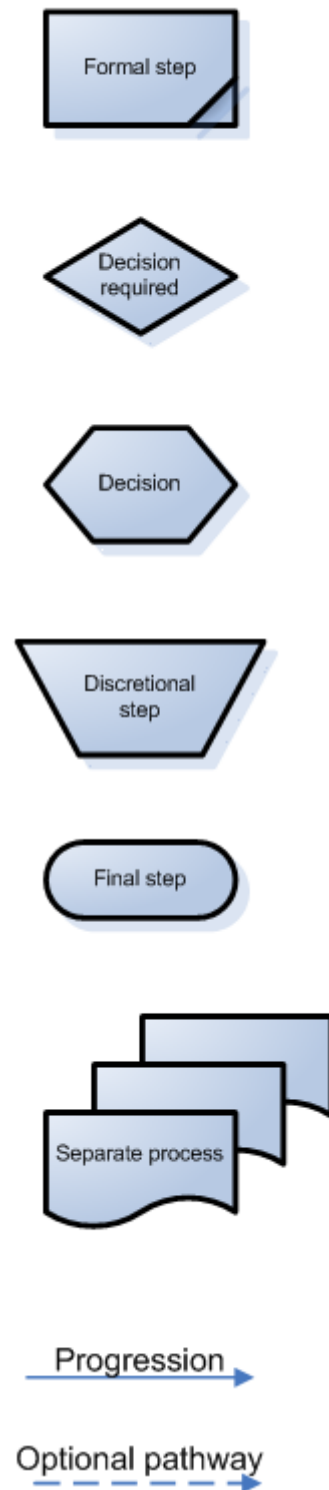 Formal step
Decision
required
Decision
Discretional
step
Final step
Separate process
Progression
Optional pathway